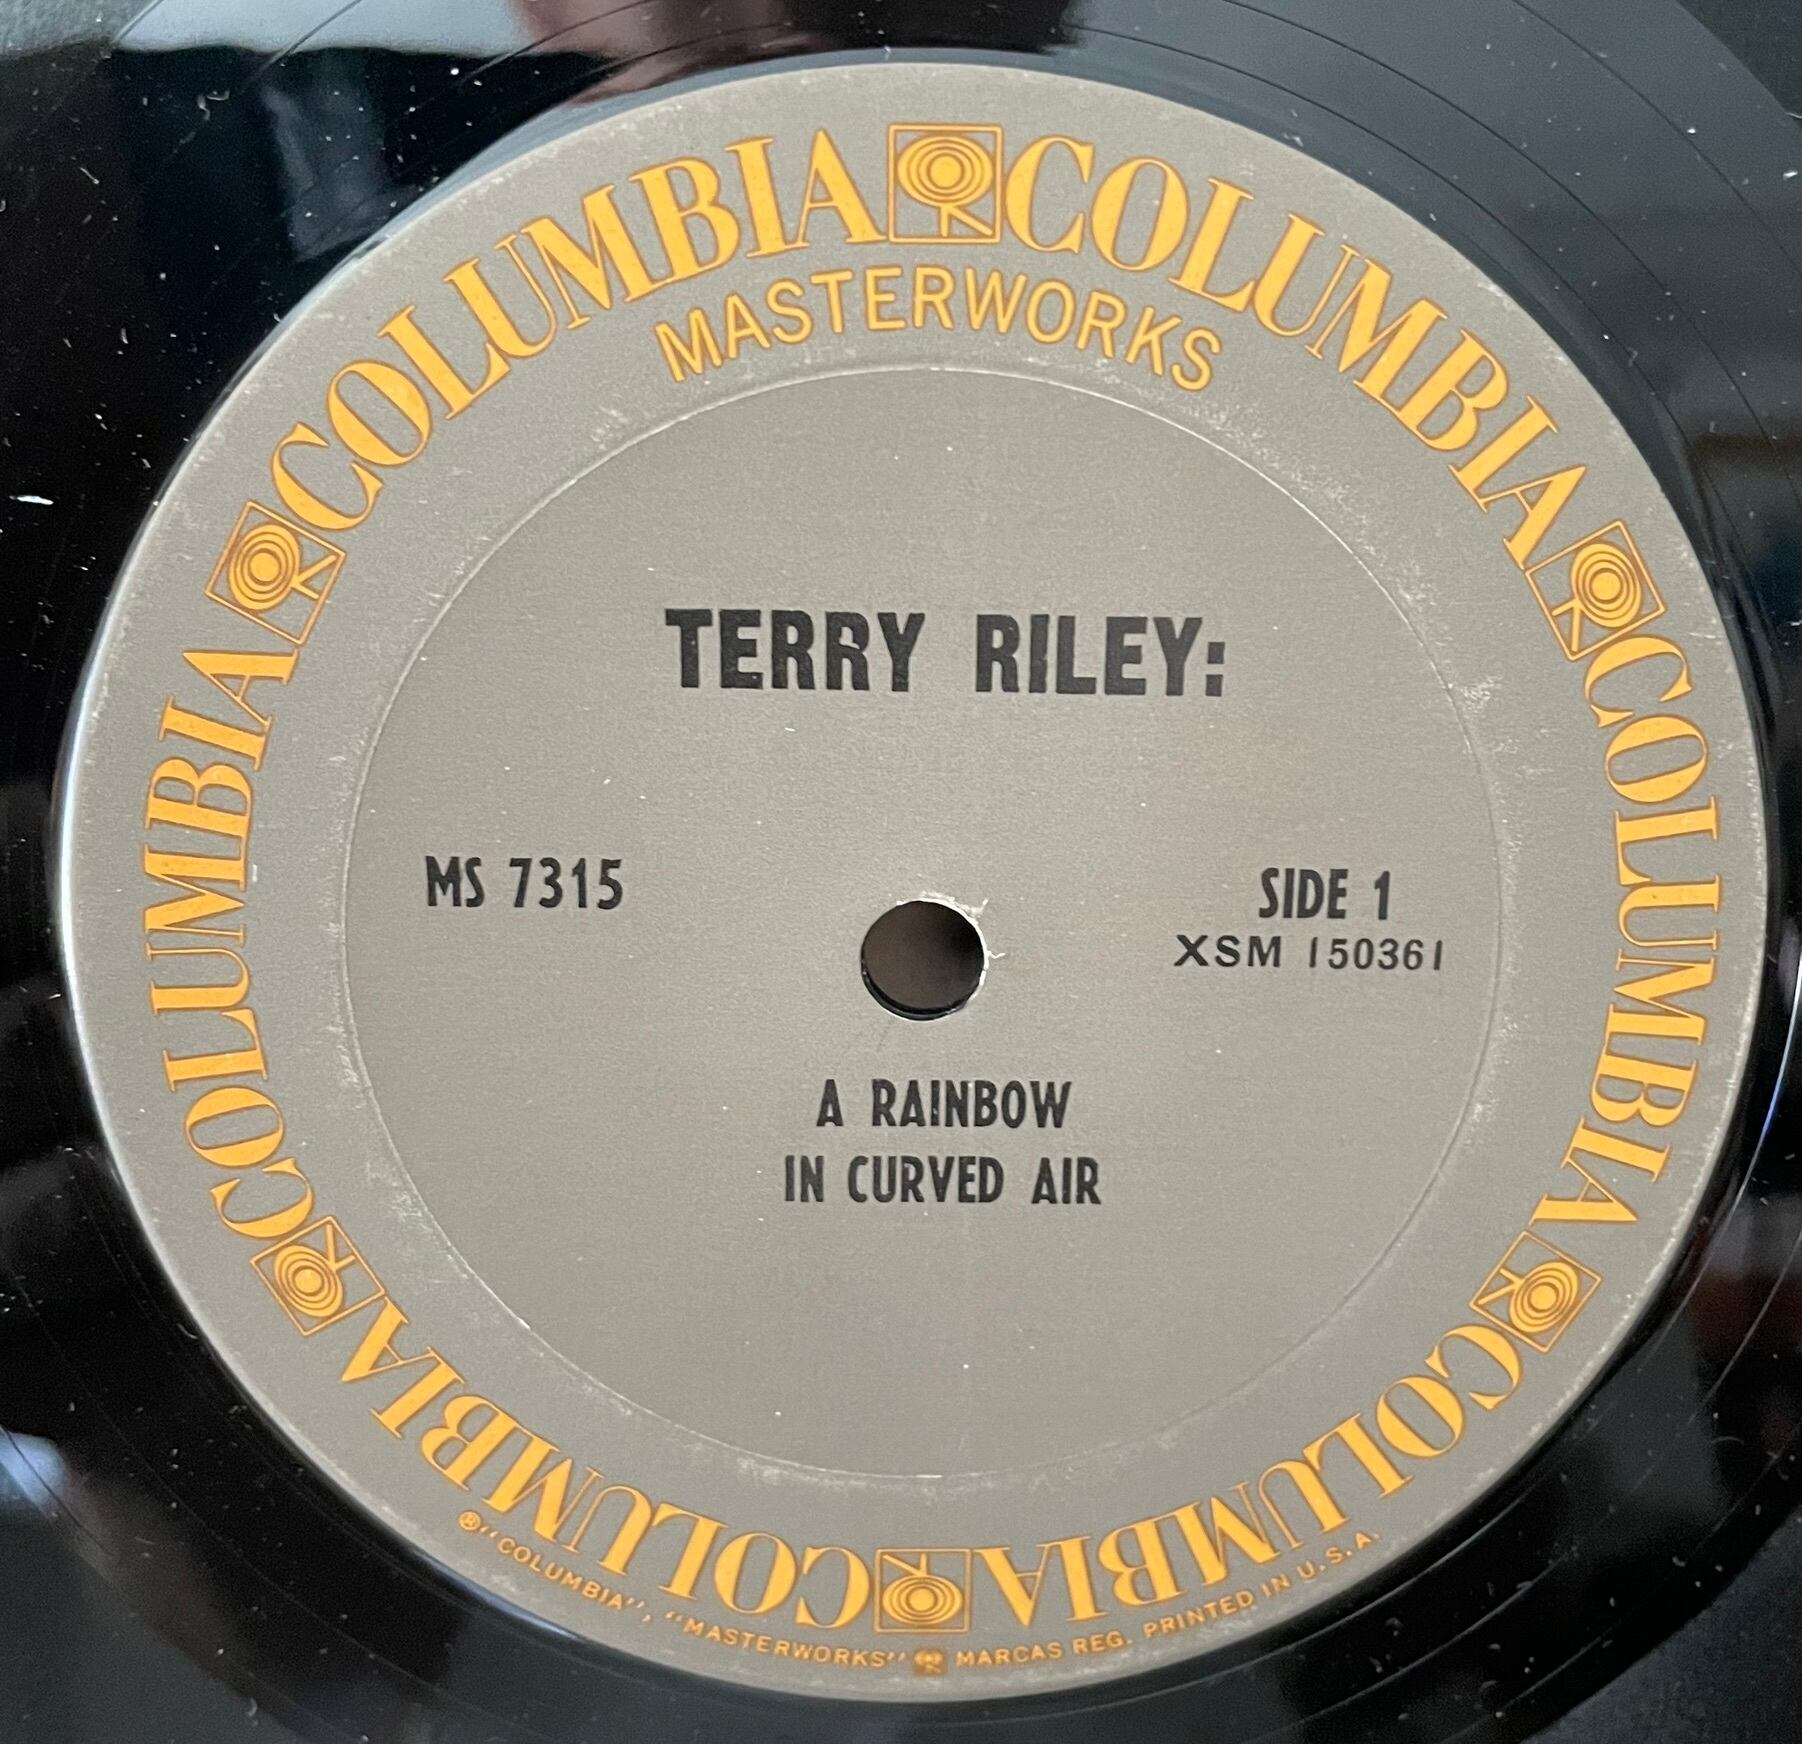 COLUMBIA COLUMBIA COLUMBIA COLUMBIA COLUMBIA COLUMBIA
MASTERWORKS
TERRY RILEY:
MS 7315
SIDE 1
XSM 150361
A RAINBOW
IN CURVED AIR
® "COLUMBIA", "MASTERWORKS" MARCAS REG. PRINTED IN U.S.A.